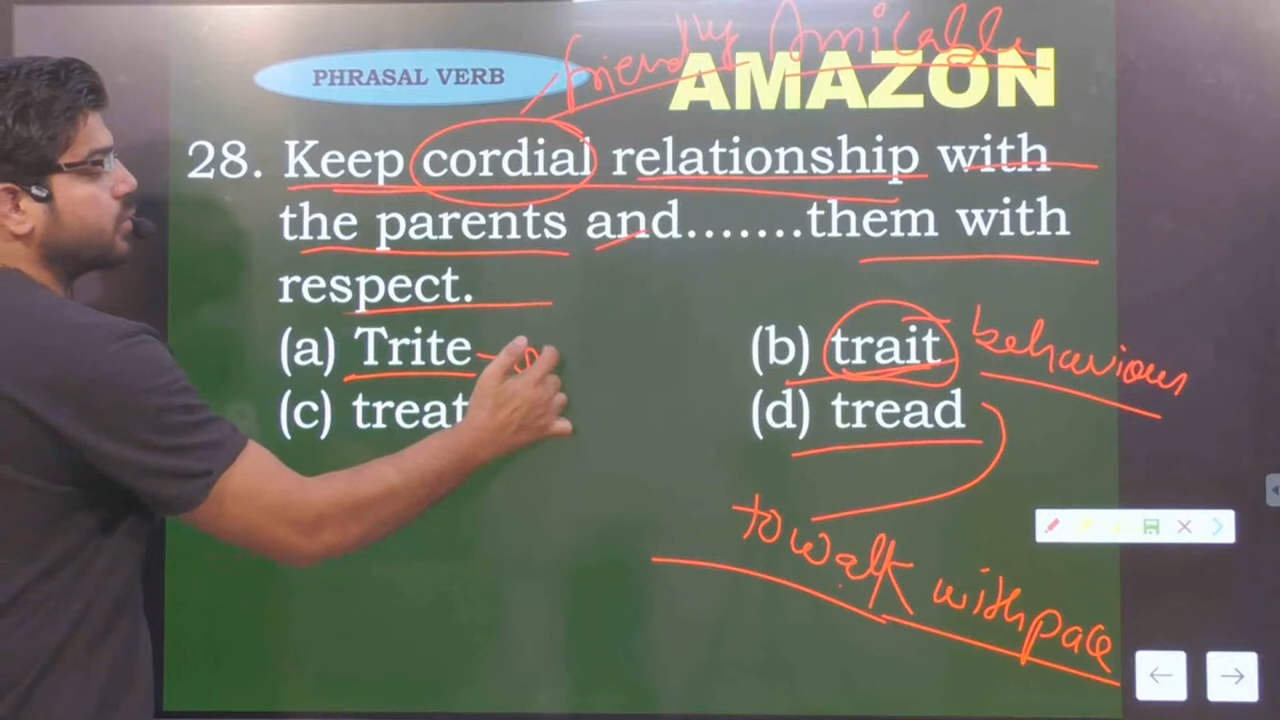 friendly Amicable
PHRASAL VERB
AMAZON
28. Keep cordial relationship with
the parents and.......them with
respect.
(a) Trite
(b) trait
behaviour
(c) treat
(d) tread
to walk with pace